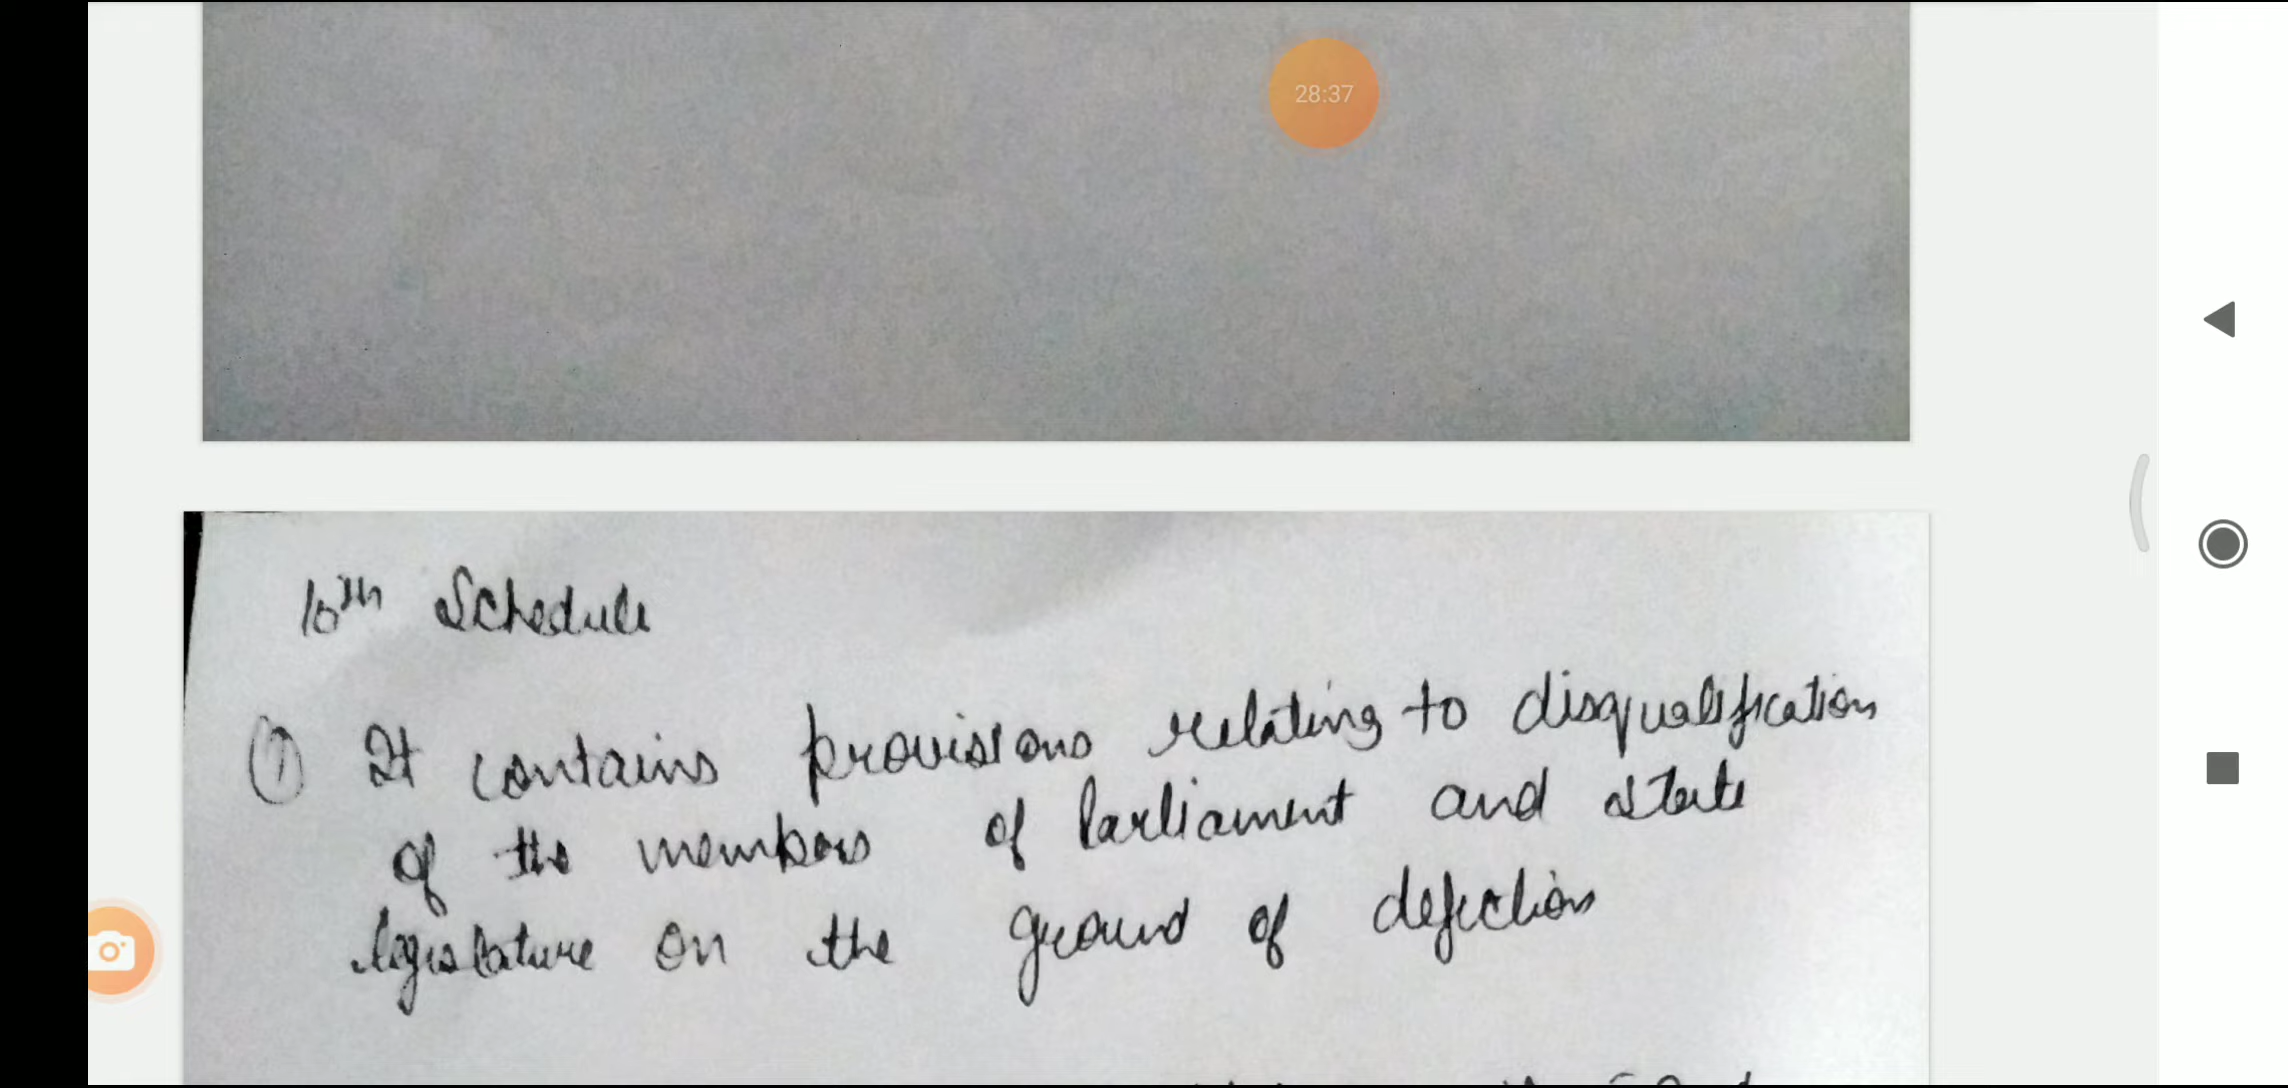 28:37
10th Schedule
① It contains provisions relating to disqualification
of the members of Parliament and state
legislature on the ground of defection